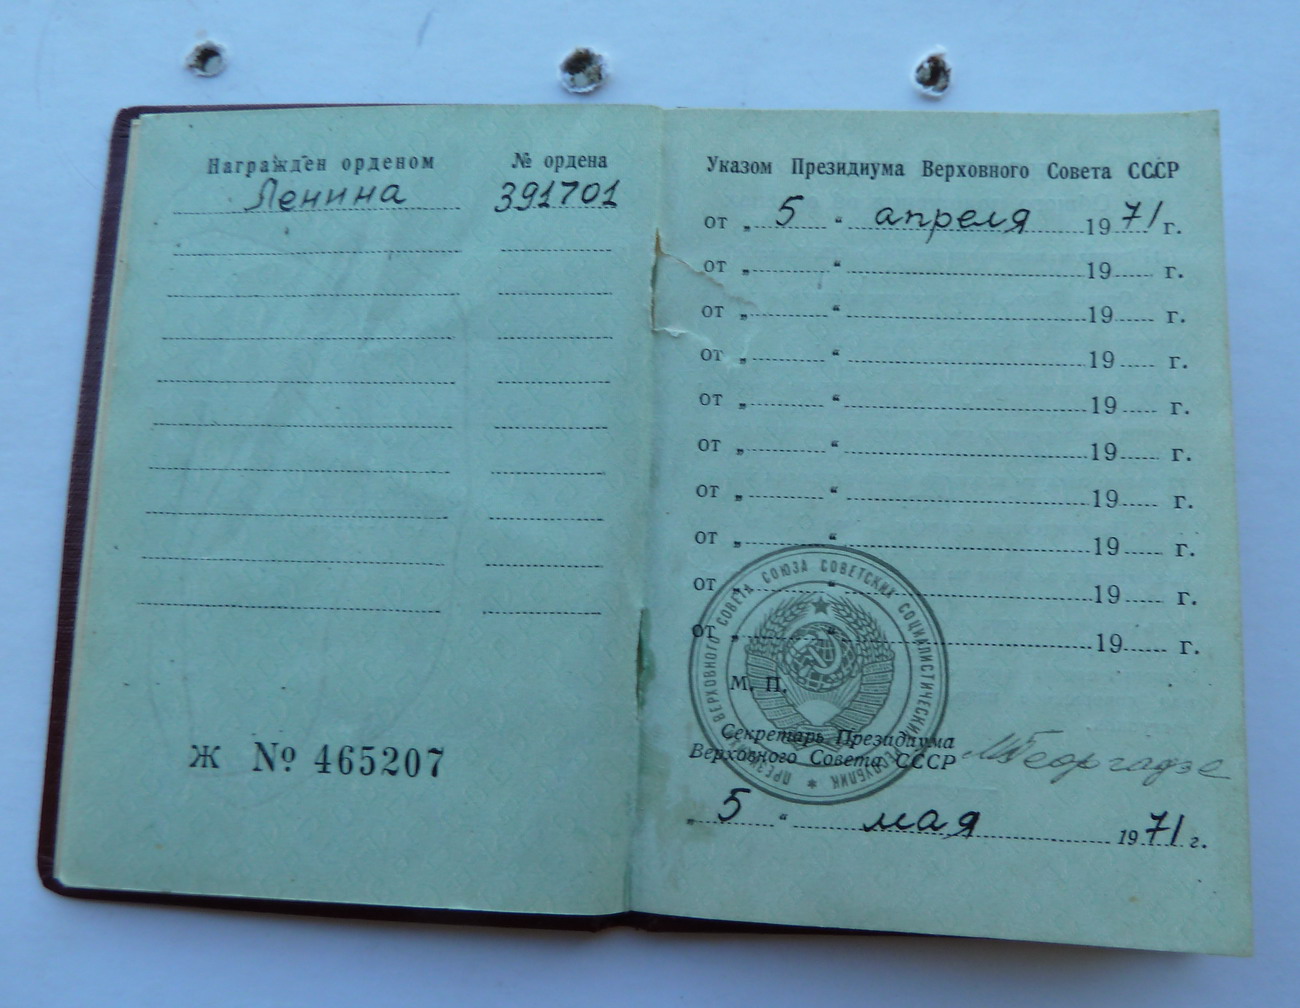 Награжден орденом № ордена
Ленина 391701
Ж № 465207
Указом Президиума Верховного Совета СССР
от „ 5 “ апреля 1971 г.
от „ “ 19 г.
от „ “ 19 г.
от „ “ 19 г.
от „ “ 19 г.
от „ “ 19 г.
от „ “ 19 г.
от „ “ 19 г.
от „ “ 19 г.
от „ “ 19 г.
ПРЕЗИДИУМ ВЕРХОВНОГО СОВЕТА СОЮЗА СОВЕТСКИХ СОЦИАЛИСТИЧЕСКИХ РЕСПУБЛИК *
М. П.
Секретарь Президиума
Верховного Совета СССР МГеоргадзе
„ 5 “ мая 1971 г.